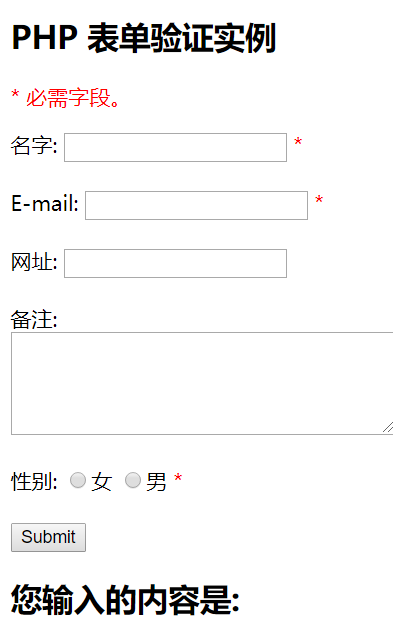 PHP 表单验证实例
* 必需字段。
名字: *
E-mail: *
网址:
备注:
性别: 女 男 *
Submit
您输入的内容是: